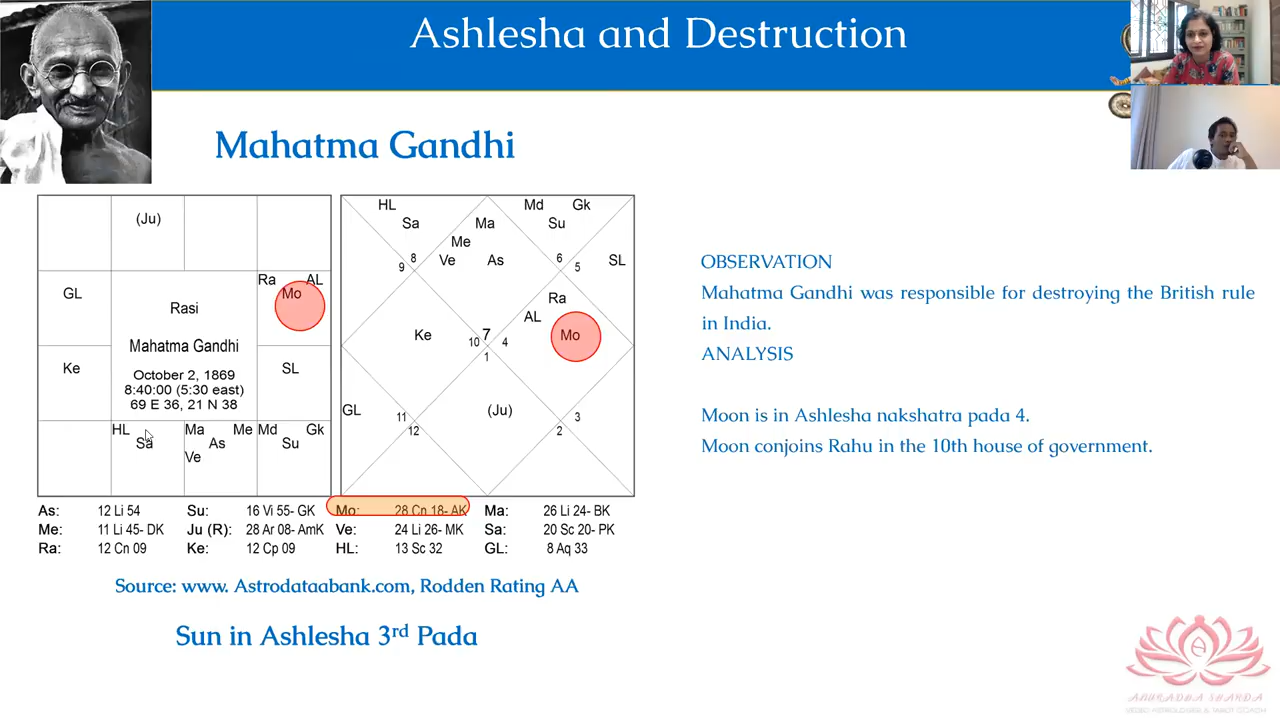 Ashlesha and Destruction
Mahatma Gandhi
(Ju)
Ra AL
GL Mo
Rasi
Mahatma Gandhi
Ke SL
October 2, 1869
8:40:00 (5:30 east)
69 E 36, 21 N 38
HL Ma Me Md Gk
Sa As Su
Ve
HL Md Gk
Sa Ma Su
Me
Ve As SL
8 6
9 5
Ra
AL
Ke Mo
7
10 4
1
GL (Ju)
11 3
12 2
As: 12 Li 54 Su: 16 Vi 55- GK Mo: 28 Cn 18- AK Ma: 26 Li 24- BK
Me: 11 Li 45- DK Ju (R): 28 Ar 08- AmK Ve: 24 Li 26- MK Sa: 20 Sc 20- PK
Ra: 12 Cn 09 Ke: 12 Cp 09 HL: 13 Sc 32 GL: 8 Aq 33
Source: www. Astrodataabank.com, Rodden Rating AA
Sun in Ashlesha 3rd Pada
OBSERVATION
Mahatma Gandhi was responsible for destroying the British rule
in India.
ANALYSIS
Moon is in Ashlesha nakshatra pada 4.
Moon conjoins Rahu in the 10th house of government.
A
ANURADHA SHARDA